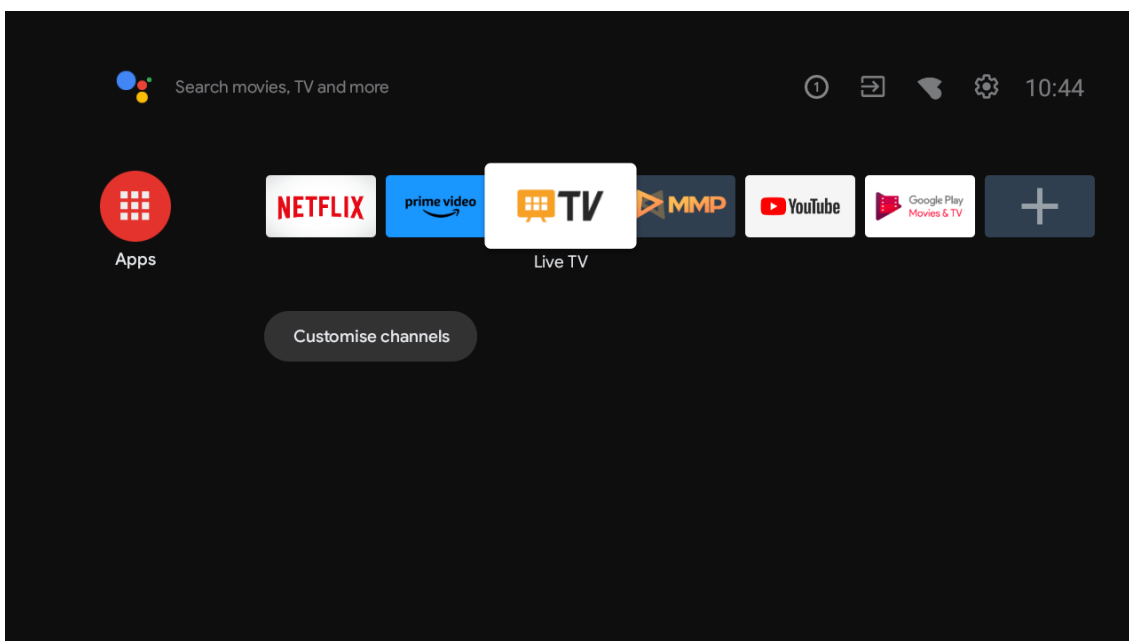 Search movies, TV and more
1
10:44
NETFLIX
prime video
TV
MMP
YouTube
Google Play
Movies & TV
Apps
Live TV
Customise channels